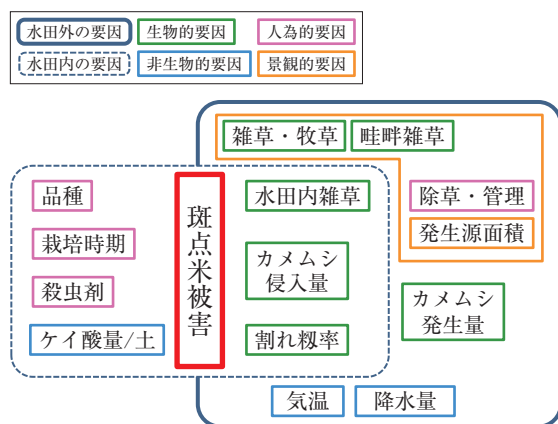 水田外の要因
生物的要因
人為的要因
水田内の要因
非生物的要因
景観的要因
雑草・牧草
畦畔雑草
品種
斑点米被害
水田内雑草
除草・管理
栽培時期
発生源面積
カメムシ
侵入量
殺虫剤
カメムシ
発生量
ケイ酸量/土
割れ籾率
気温
降水量